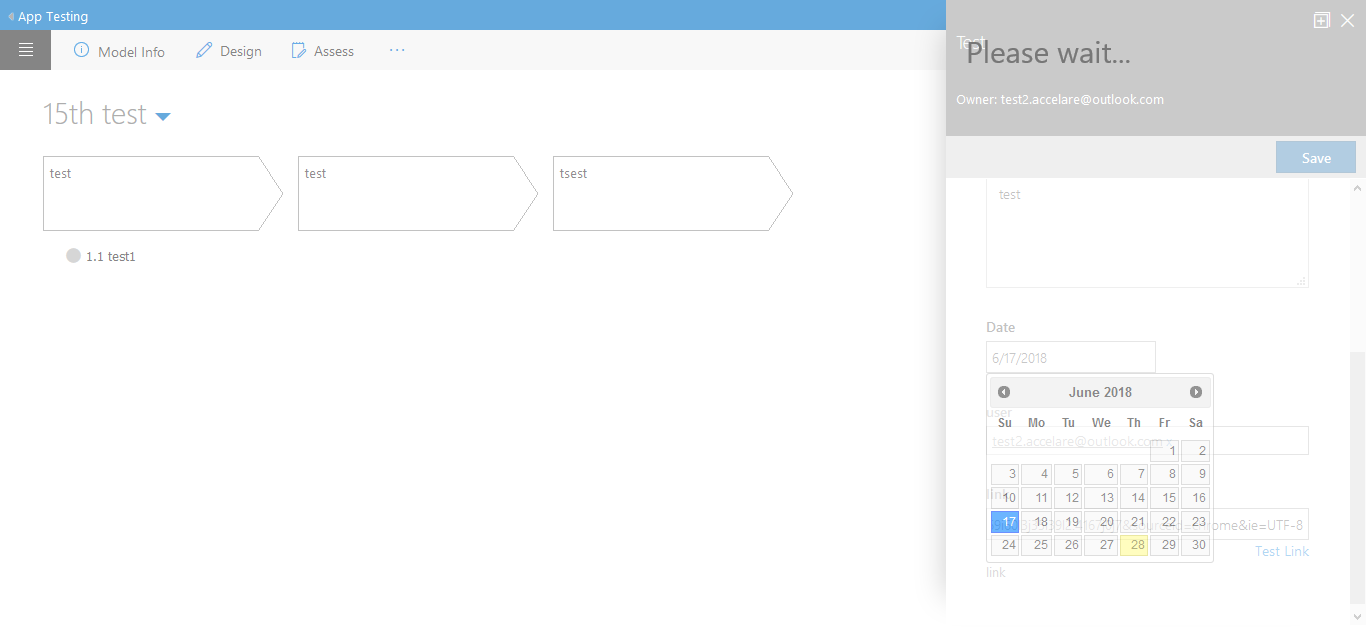 App Testing
Model Info Design Assess ...
15th test
test test tsest
1.1 test1
Test
Please wait...
Owner: test2.accelare@outlook.com
Save
test
Date
6/17/2018
June 2018
user
Su Mo Tu We Th Fr Sa
test2.accelare@outlook.com x
1 2
3 4 5 6 7 8 9
link
10 11 12 13 14 15 16
17 18 19 20 21 22 23
chrome&ie=UTF-8
24 25 26 27 28 29 30
Test Link
link